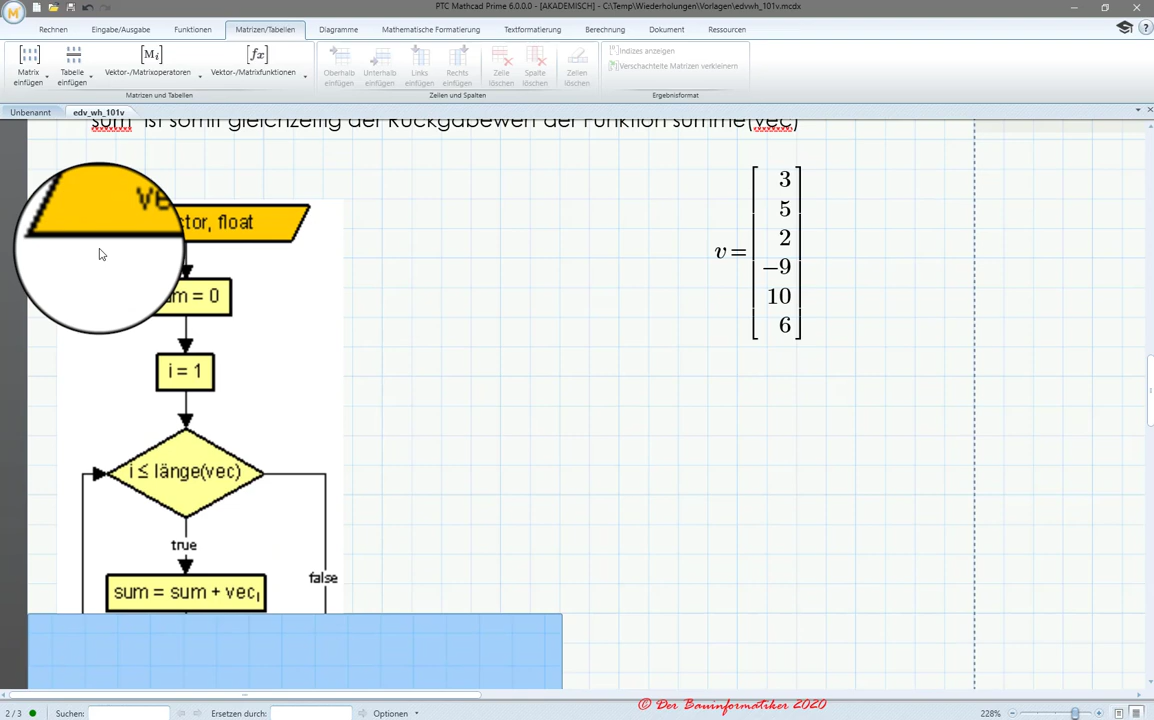 PTC Mathcad Prime 6.0.0.0 - [AKADEMISCH] - C:\Temp\Wiederholungen\Vorlagen\edvwh_101v.mcdx
Rechnen Eingabe/Ausgabe Funktionen Matrizen/Tabellen Diagramme Mathematische Formatierung Textformatierung Berechnung Dokument Ressourcen
Matrix einfügen
Tabelle einfügen
Vektor-/Matrixoperatoren
Vektor-/Matrixfunktionen
Oberhalb einfügen
Unterhalb einfügen
Links einfügen
Rechts einfügen
Zeile löschen
Spalte löschen
Zellen löschen
Indizes anzeigen
Verschachtelte Matrizen verkleinern
Matrizen und Tabellen
Zeilen und Spalten
Ergebnisformat
Unbenannt edv_wh_101v
sum ist somit gleichzeitig der Rückgabewert der Funktion summe(vec)
ve
ctor, float
um = 0
i = 1
i ≤ länge(vec)
true
false
sum = sum + vecᵢ
v =
3
5
2
−9
10
6
© Der Bauinformatiker 2020
2 / 3 Suchen: Ersetzen durch: Optionen 228%